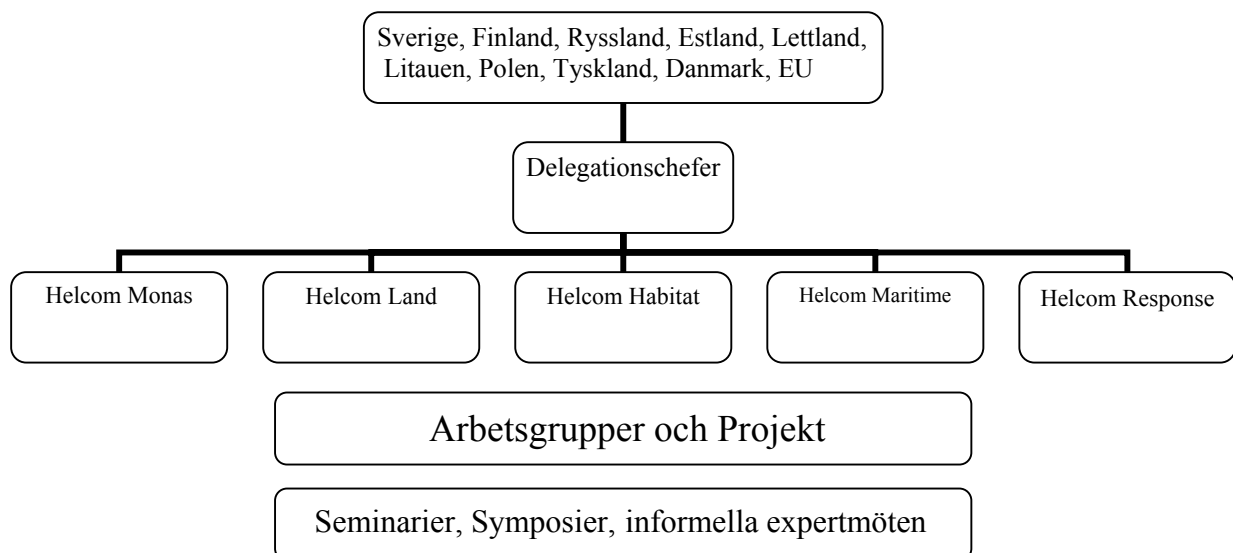 Sverige, Finland, Ryssland, Estland, Lettland,
Litauen, Polen, Tyskland, Danmark, EU
Delegationschefer
Helcom Monas
Helcom Land
Helcom Habitat
Helcom Maritime
Helcom Response
Arbetsgrupper och Projekt
Seminarier, Symposier, informella expertmöten